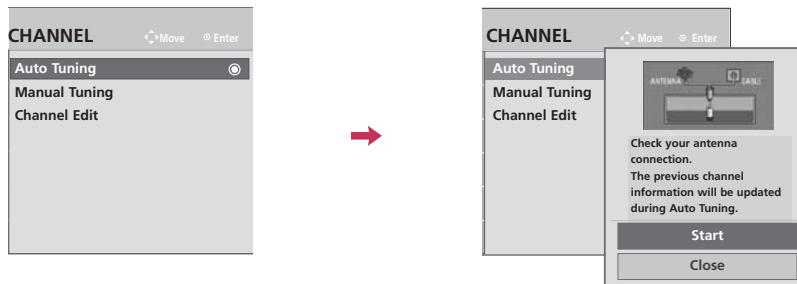 CHANNEL
Move Enter
Auto Tuning
Manual Tuning
Channel Edit
CHANNEL
Move Enter
Auto Tuning
Manual Tuning
Channel Edit
ANTENNA
CABLE
Check your antenna
connection.
The previous channel
information will be updated
during Auto Tuning.
Start
Close